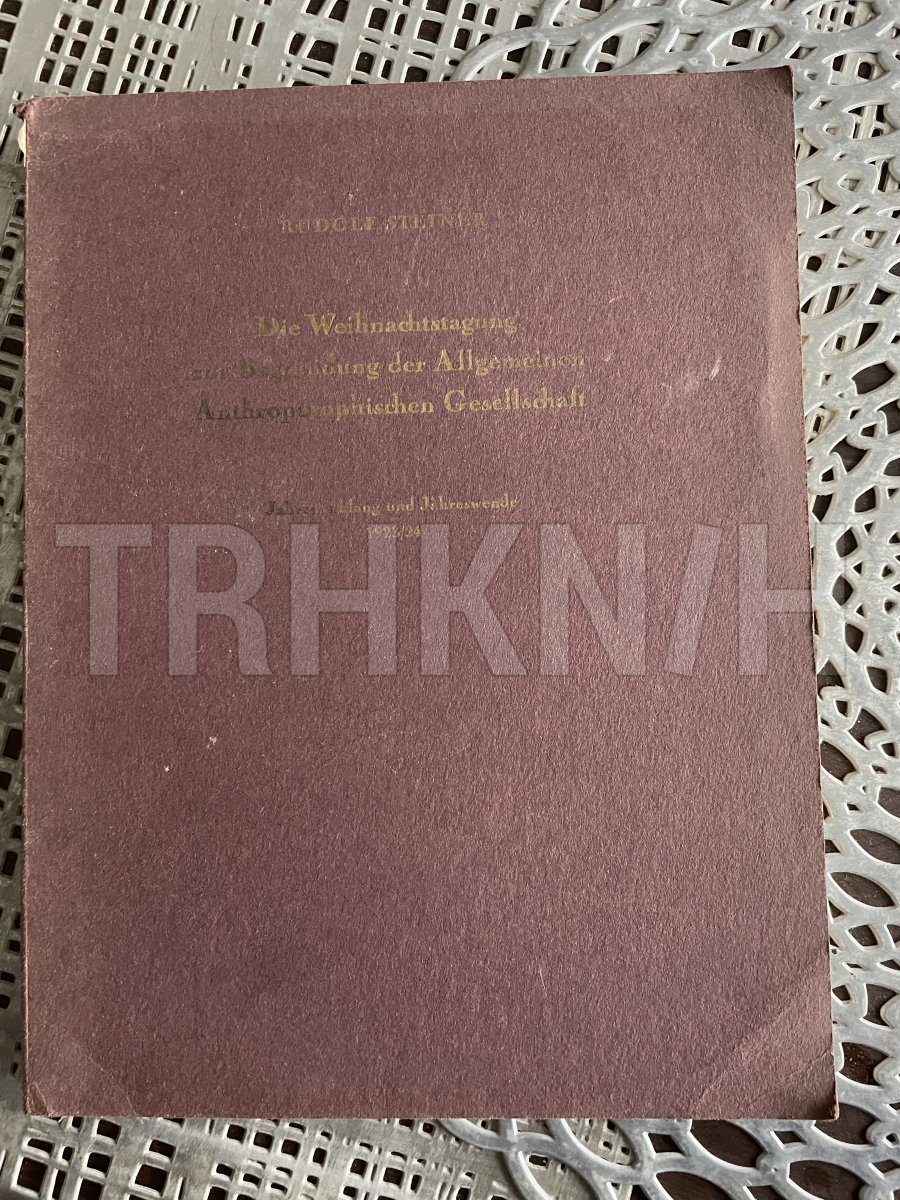 RUDOLF STEINER
Die Weihnachtstagung
zur Begründung der Allgemeinen
Anthroposophischen Gesellschaft
Jahresausklang und Jahreswende
1923/24
TRHKN/H